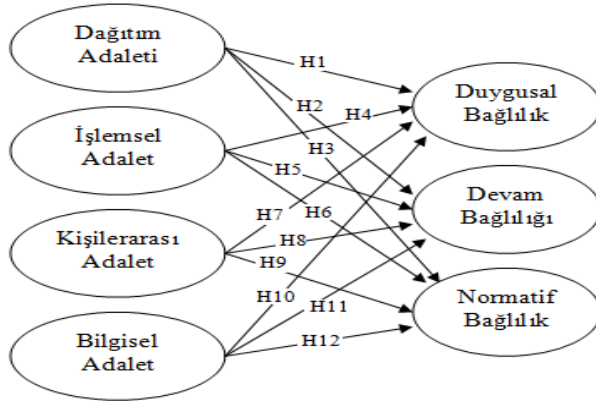 Dağıtım
Adaleti
İşlemsel
Adalet
Kişilerarası
Adalet
Bilgisel
Adalet
H1
H2
H4
H3
H5
H7
H6
H8
H9
H10
H11
H12
Duygusal
Bağlılık
Devam
Bağlılığı
Normatif
Bağlılık